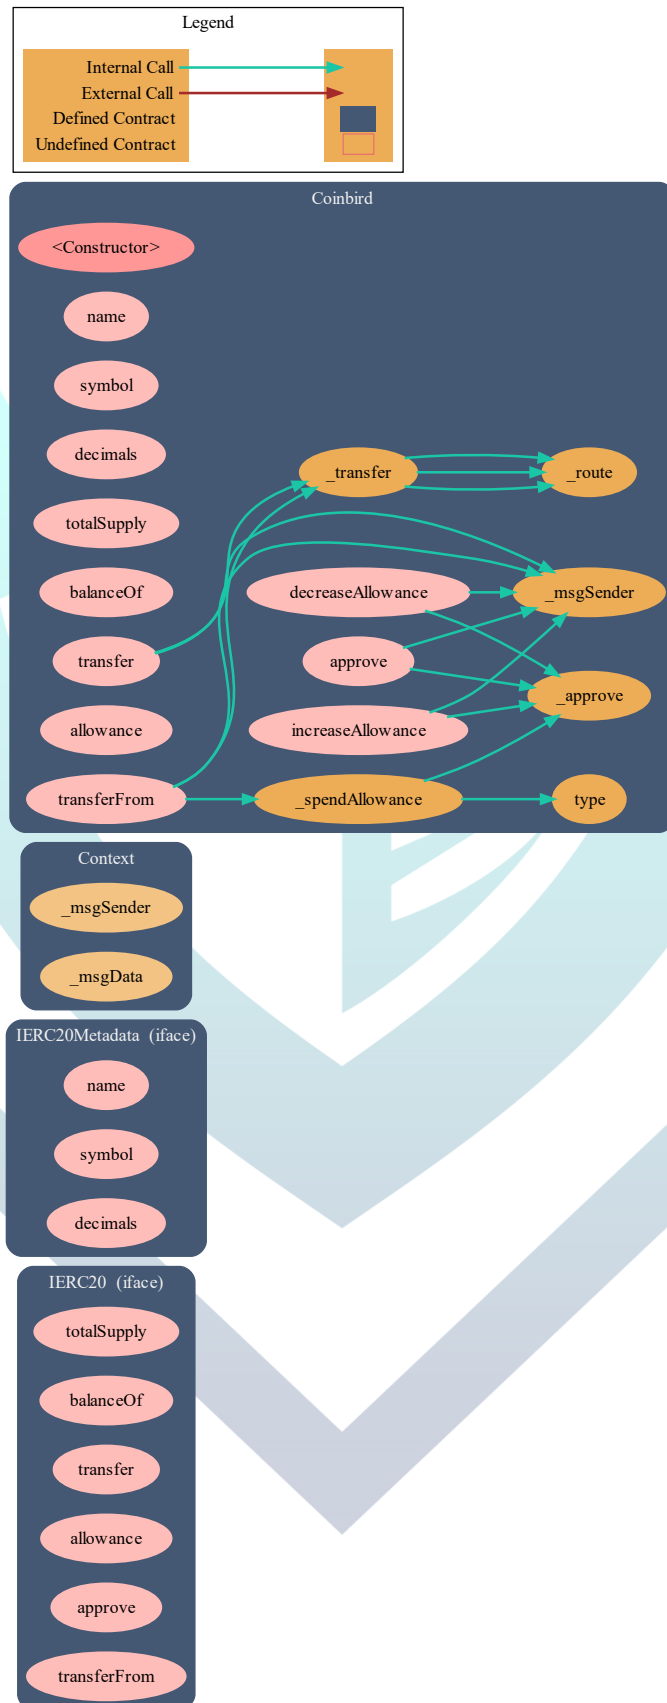 Legend
Internal Call
External Call
Defined Contract
Undefined Contract
Coinbird
<Constructor>
name
symbol
decimals
_transfer
_route
totalSupply
balanceOf
decreaseAllowance
_msgSender
transfer
approve
_approve
allowance
increaseAllowance
transferFrom
_spendAllowance
type
Context
_msgSender
_msgData
IERC20Metadata (iface)
name
symbol
decimals
IERC20 (iface)
totalSupply
balanceOf
transfer
allowance
approve
transferFrom